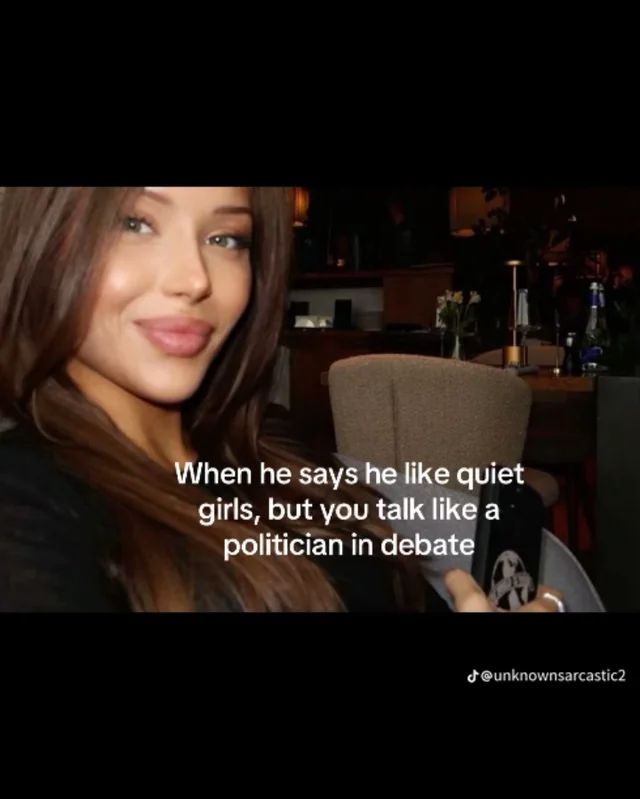 When he says he like quiet
girls, but you talk like a
politician in debate
@unknownsarcastic2